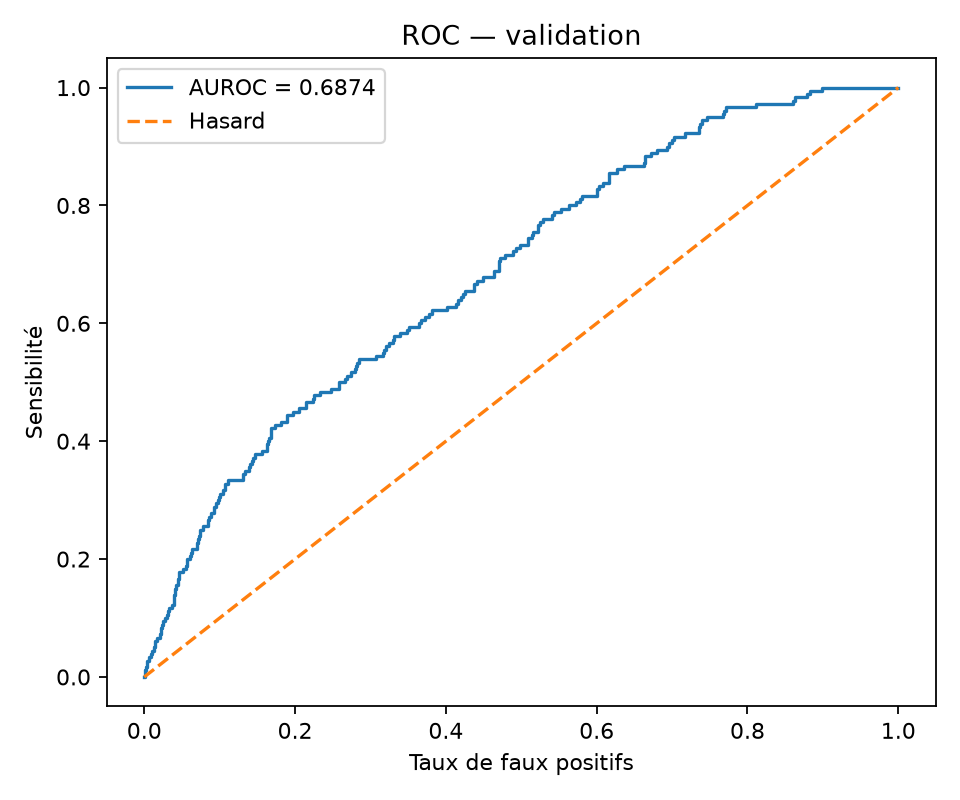 ROC — validation
AUROC = 0.6874
Hasard
1.0
0.8
0.6
0.4
0.2
0.0
Sensibilité
0.0 0.2 0.4 0.6 0.8 1.0
Taux de faux positifs